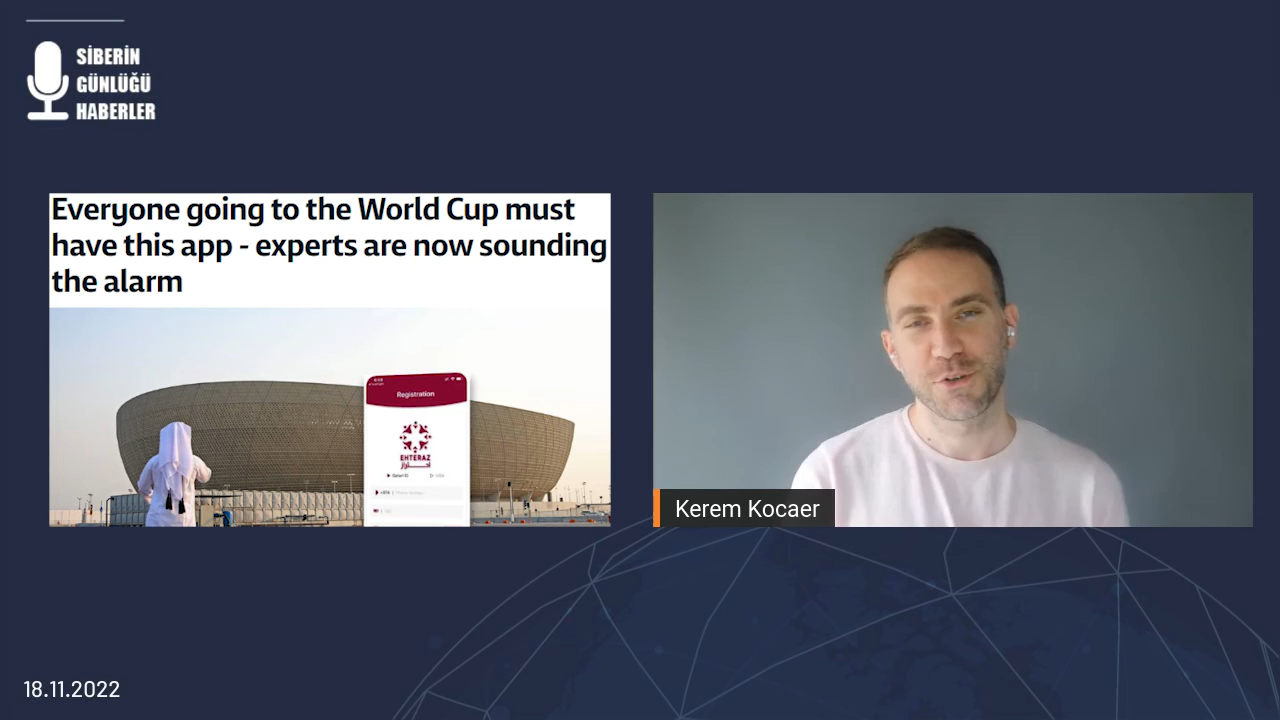 SİBERİN
GÜNLÜĞÜ
HABERLER
Everyone going to the World Cup must
have this app - experts are now sounding
the alarm
Registration
EHTERAZ
احتراز
Kerem Kocaer
18.11.2022